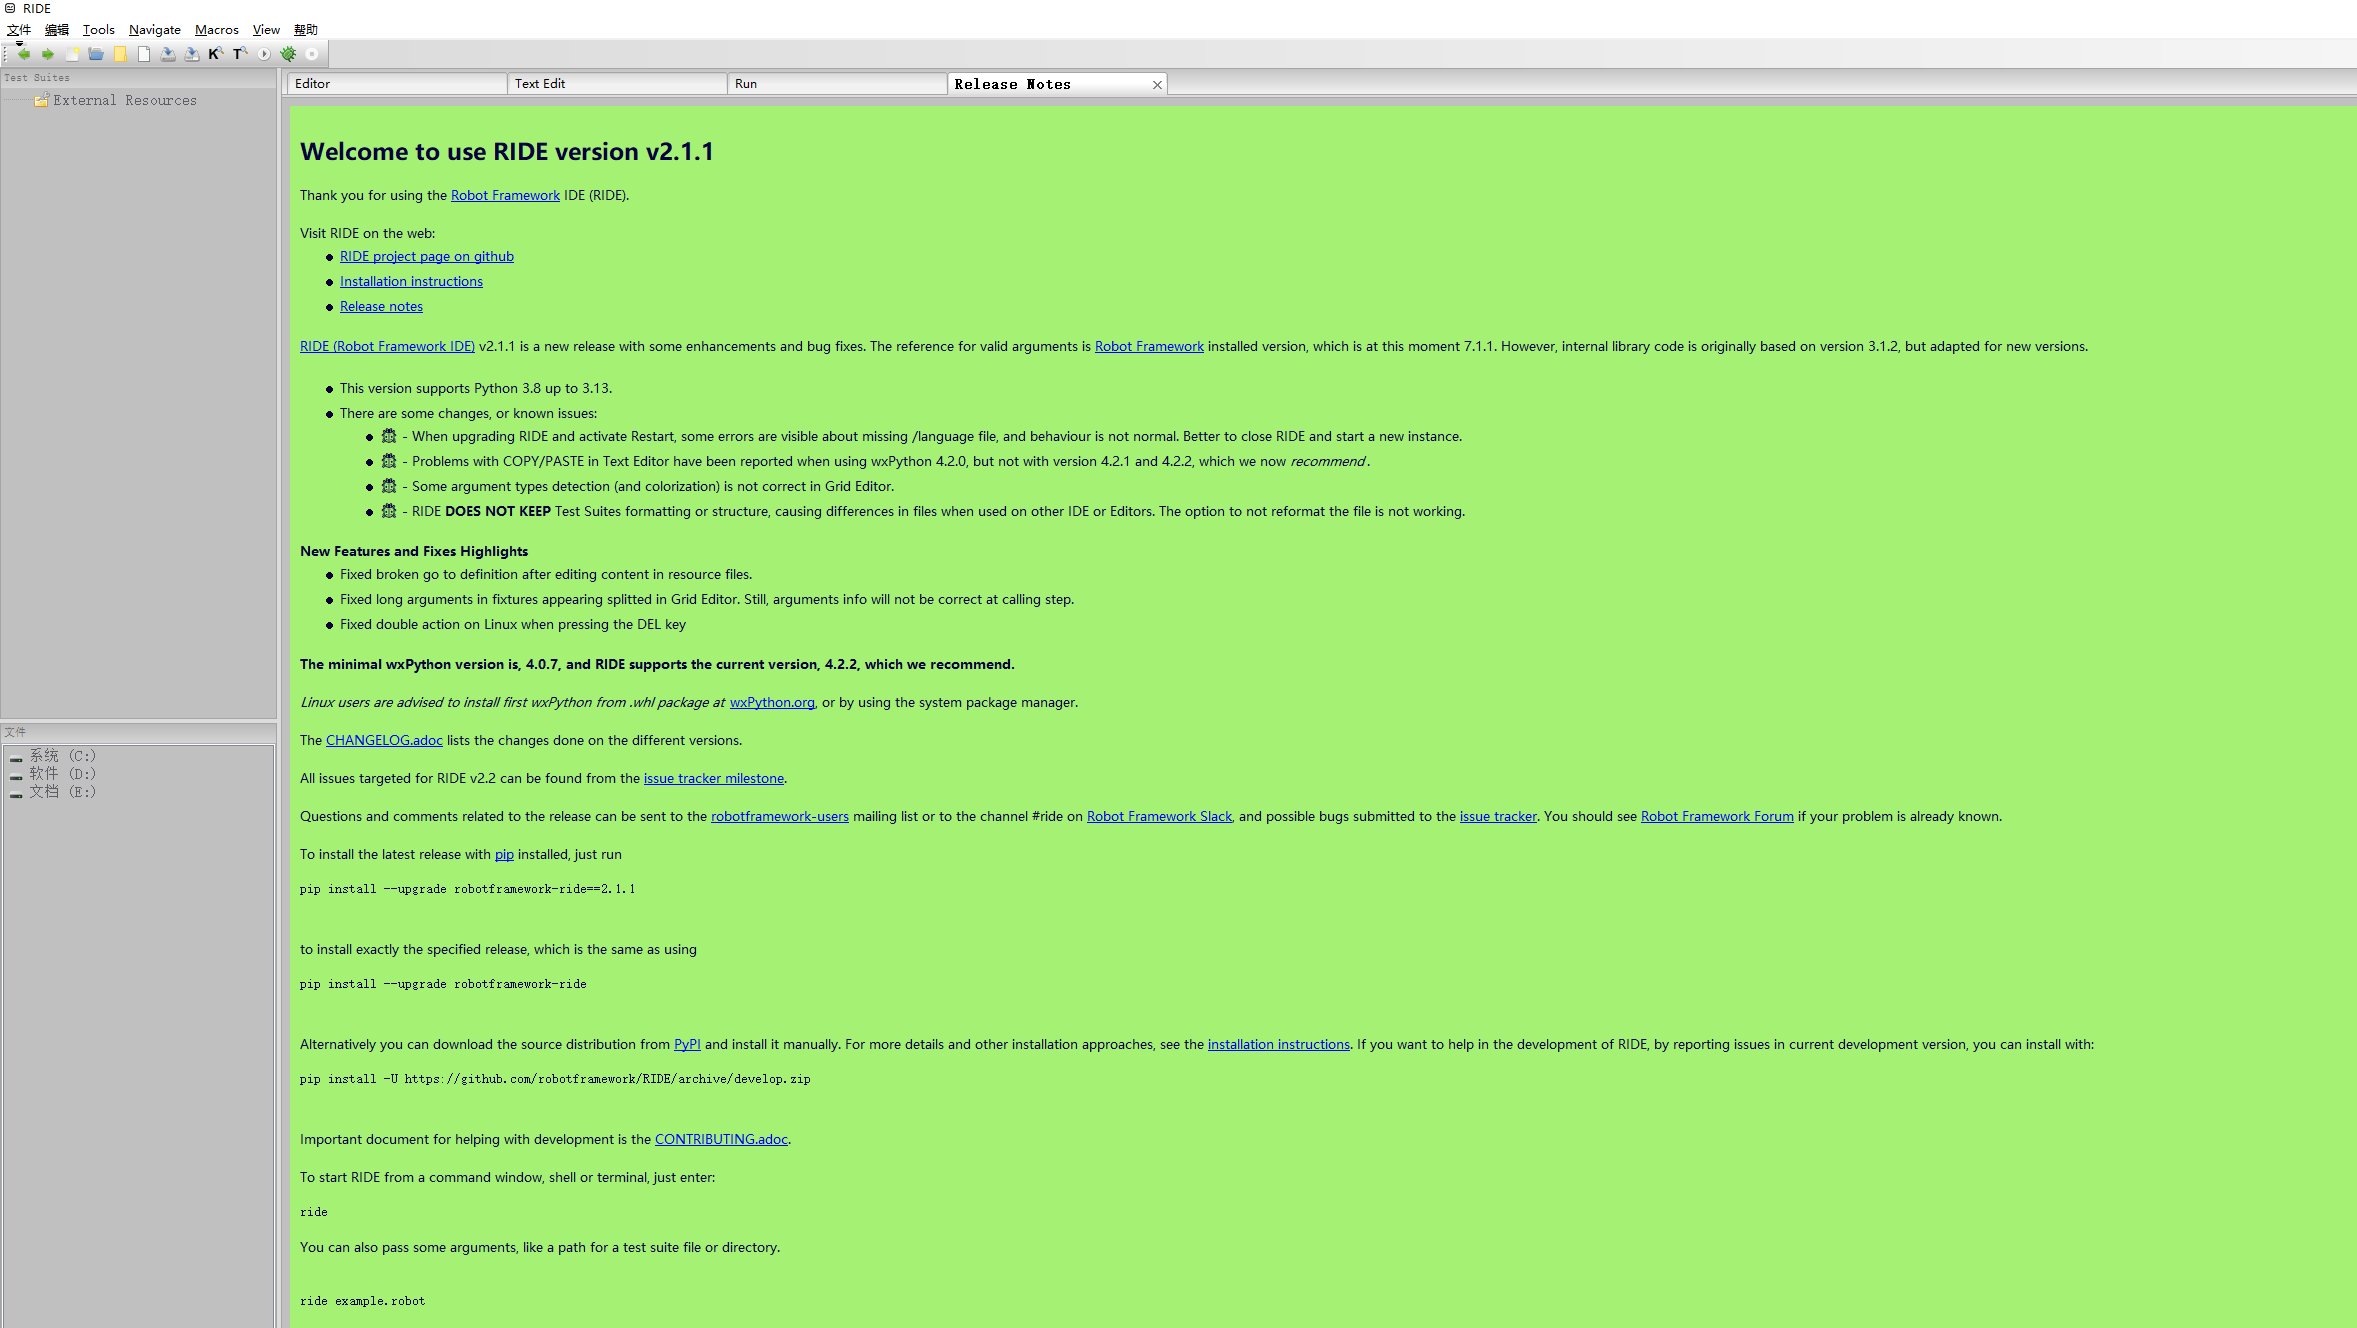 RIDE
文件 编辑 Tools Navigate Macros View 帮助
K T
Test Suites
External Resources
文件
系统 (C:)
软件 (D:)
文档 (E:)
Editor Text Edit Run Release Notes
Welcome to use RIDE version v2.1.1
Thank you for using the Robot Framework IDE (RIDE).
Visit RIDE on the web:
RIDE project page on github
Installation instructions
Release notes
RIDE (Robot Framework IDE) v2.1.1 is a new release with some enhancements and bug fixes. The reference for valid arguments is Robot Framework installed version, which is at this moment 7.1.1. However, internal library code is originally based on version 3.1.2, but adapted for new versions.
This version supports Python 3.8 up to 3.13.
There are some changes, or known issues:
- When upgrading RIDE and activate Restart, some errors are visible about missing /language file, and behaviour is not normal. Better to close RIDE and start a new instance.
- Problems with COPY/PASTE in Text Editor have been reported when using wxPython 4.2.0, but not with version 4.2.1 and 4.2.2, which we now recommend.
- Some argument types detection (and colorization) is not correct in Grid Editor.
- RIDE DOES NOT KEEP Test Suites formatting or structure, causing differences in files when used on other IDE or Editors. The option to not reformat the file is not working.
New Features and Fixes Highlights
Fixed broken go to definition after editing content in resource files.
Fixed long arguments in fixtures appearing splitted in Grid Editor. Still, arguments info will not be correct at calling step.
Fixed double action on Linux when pressing the DEL key
The minimal wxPython version is, 4.0.7, and RIDE supports the current version, 4.2.2, which we recommend.
Linux users are advised to install first wxPython from .whl package at wxPython.org, or by using the system package manager.
The CHANGELOG.adoc lists the changes done on the different versions.
All issues targeted for RIDE v2.2 can be found from the issue tracker milestone.
Questions and comments related to the release can be sent to the robotframework-users mailing list or to the channel #ride on Robot Framework Slack, and possible bugs submitted to the issue tracker. You should see Robot Framework Forum if your problem is already known.
To install the latest release with pip installed, just run
pip install --upgrade robotframework-ride==2.1.1
to install exactly the specified release, which is the same as using
pip install --upgrade robotframework-ride
Alternatively you can download the source distribution from PyPI and install it manually. For more details and other installation approaches, see the installation instructions. If you want to help in the development of RIDE, by reporting issues in current development version, you can install with:
pip install -U https://github.com/robotframework/RIDE/archive/develop.zip
Important document for helping with development is the CONTRIBUTING.adoc.
To start RIDE from a command window, shell or terminal, just enter:
ride
You can also pass some arguments, like a path for a test suite file or directory.
ride example.robot